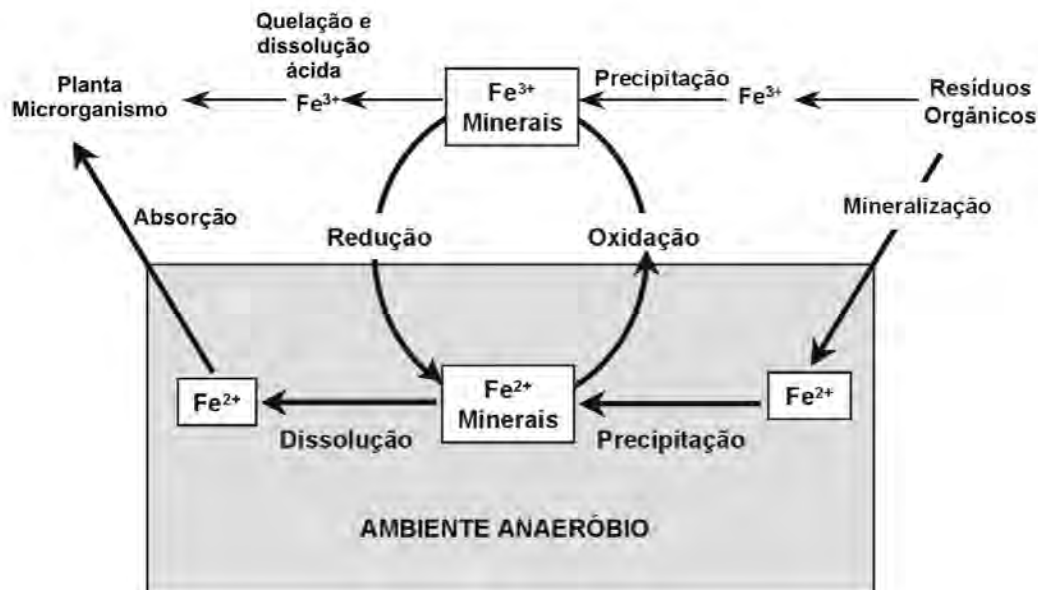 Quelação e
dissolução
ácida
Planta
Microrganismo
Fe³⁺
Fe³⁺
Minerais
Precipitação
Fe³⁺
Resíduos
Orgânicos
Absorção
Redução
Oxidação
Mineralização
Fe²⁺
Dissolução
Fe²⁺
Minerais
Precipitação
Fe²⁺
AMBIENTE ANAERÓBIO